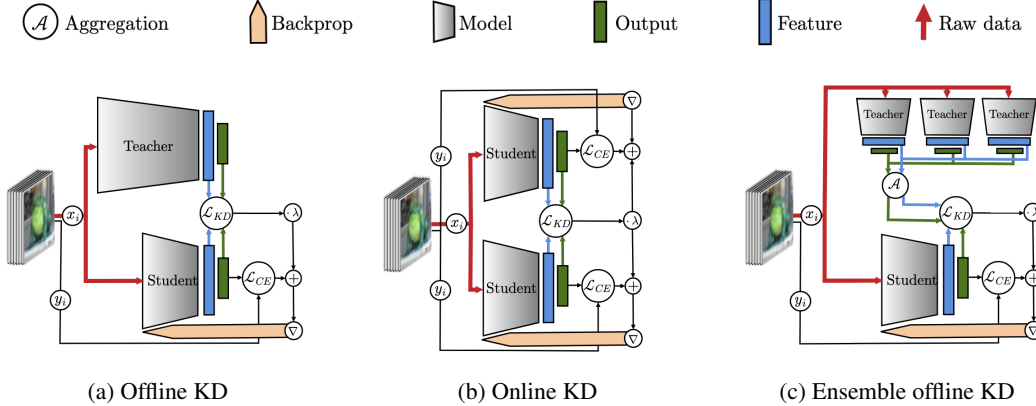 𝒜 Aggregation Backprop Model Output Feature Raw data
Teacher
x_i
ℒ_KD
· λ
Student
ℒ_CE
+
y_i
∇
(a) Offline KD
∇
Student
ℒ_CE
+
y_i
x_i
ℒ_KD
· λ
Student
ℒ_CE
+
y_i
∇
(b) Online KD
Teacher Teacher Teacher
𝒜
x_i
ℒ_KD
· λ
Student
ℒ_CE
+
y_i
∇
(c) Ensemble offline KD